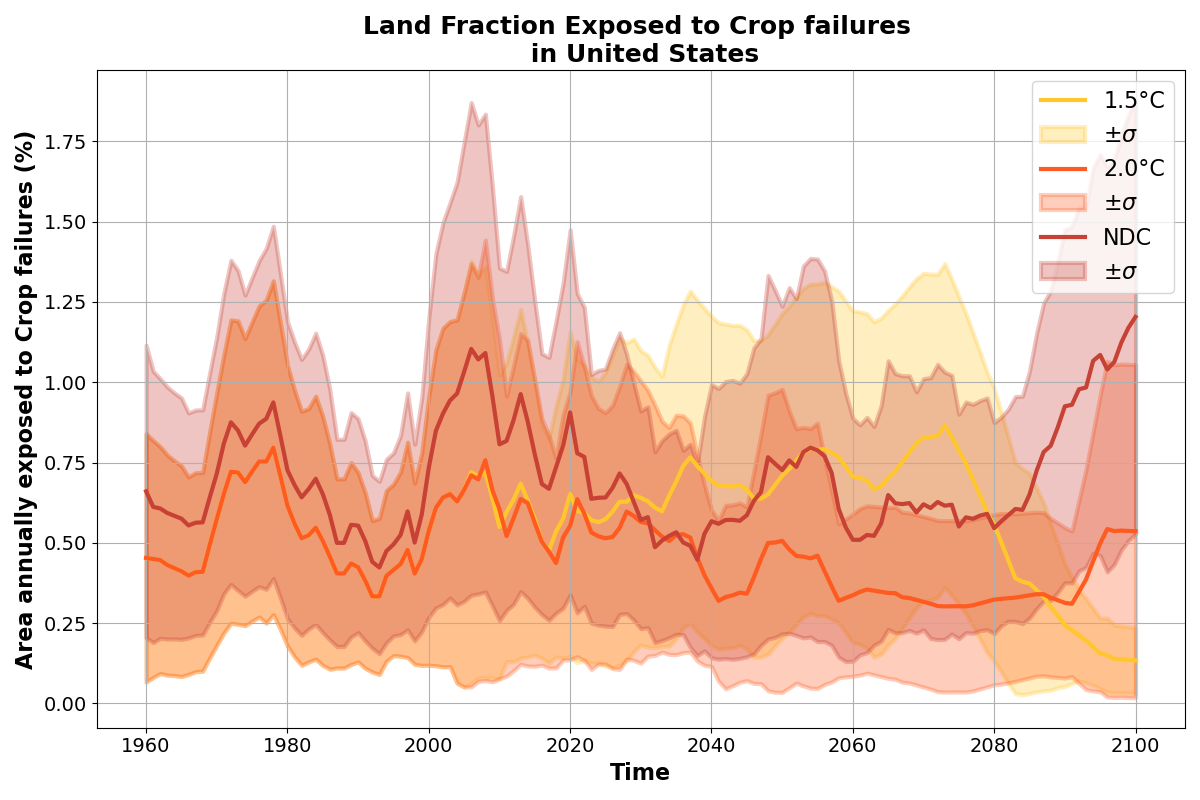 Land Fraction Exposed to Crop failures
in United States
Area annually exposed to Crop failures (%)
1.75
1.50
1.25
1.00
0.75
0.50
0.25
0.00
1.5°C
±σ
2.0°C
±σ
NDC
±σ
1960 1980 2000 2020 2040 2060 2080 2100
Time